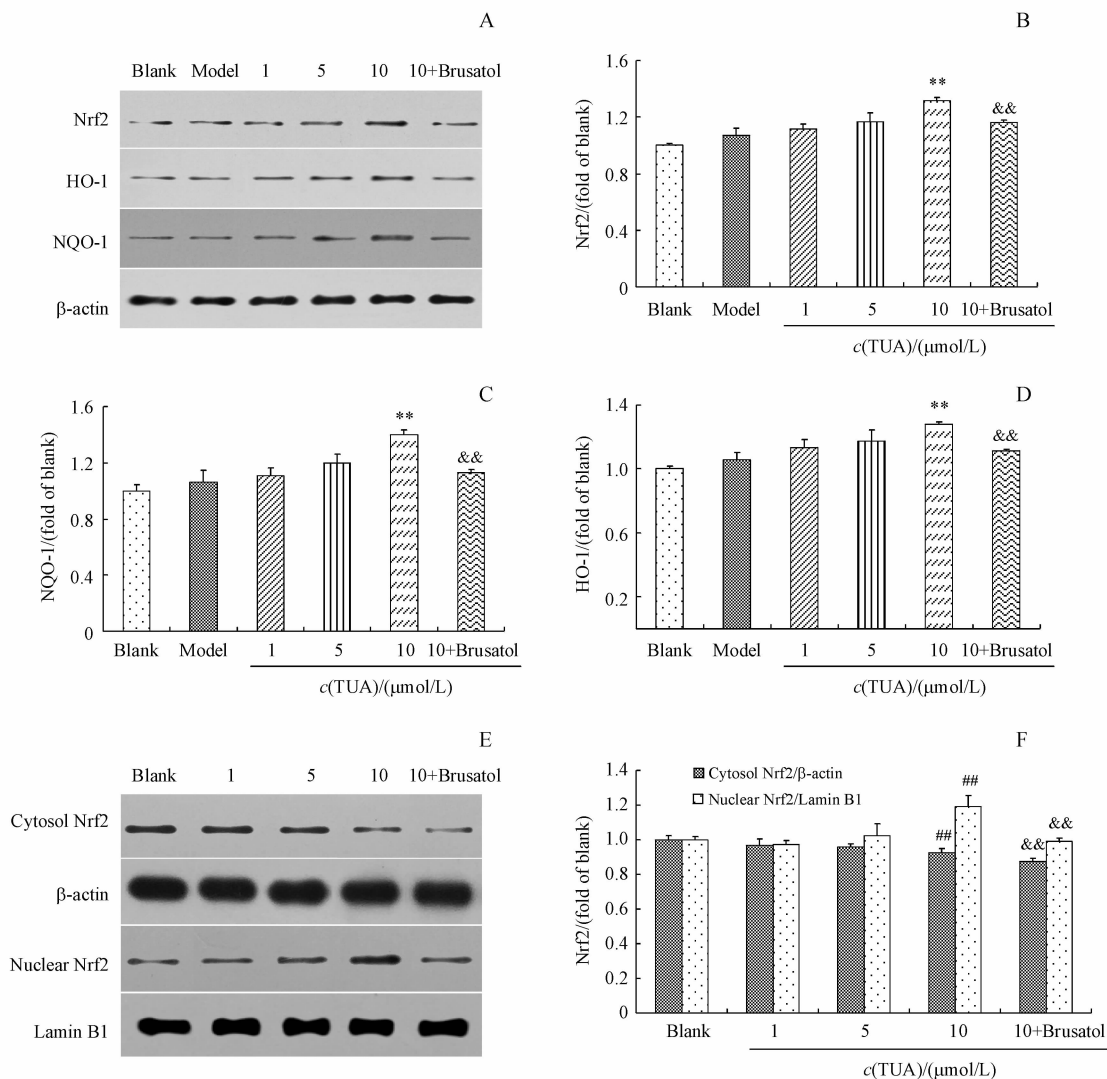 A
Blank Model 1 5 10 10+Brusatol
Nrf2
HO-1
NQO-1
β-actin
B
Nrf2/(fold of blank)
1.6
1.2
0.8
0.4
0
**
&&
Blank Model 1 5 10 10+Brusatol
c(TUA)/(μmol/L)
C
NQO-1/(fold of blank)
1.6
1.2
0.8
0.4
0
**
&&
Blank Model 1 5 10 10+Brusatol
c(TUA)/(μmol/L)
D
HO-1/(fold of blank)
1.4
1.0
0.6
0.2
**
&&
Blank Model 1 5 10 10+Brusatol
c(TUA)/(μmol/L)
E
Blank 1 5 10 10+Brusatol
Cytosol Nrf2
β-actin
Nuclear Nrf2
Lamin B1
F
Nrf2/(fold of blank)
1.4
1.2
1.0
0.8
0.6
0.4
0.2
0
Cytosol Nrf2/β-actin
Nuclear Nrf2/Lamin B1
##
##
&&
&&
Blank 1 5 10 10+Brusatol
c(TUA)/(μmol/L)